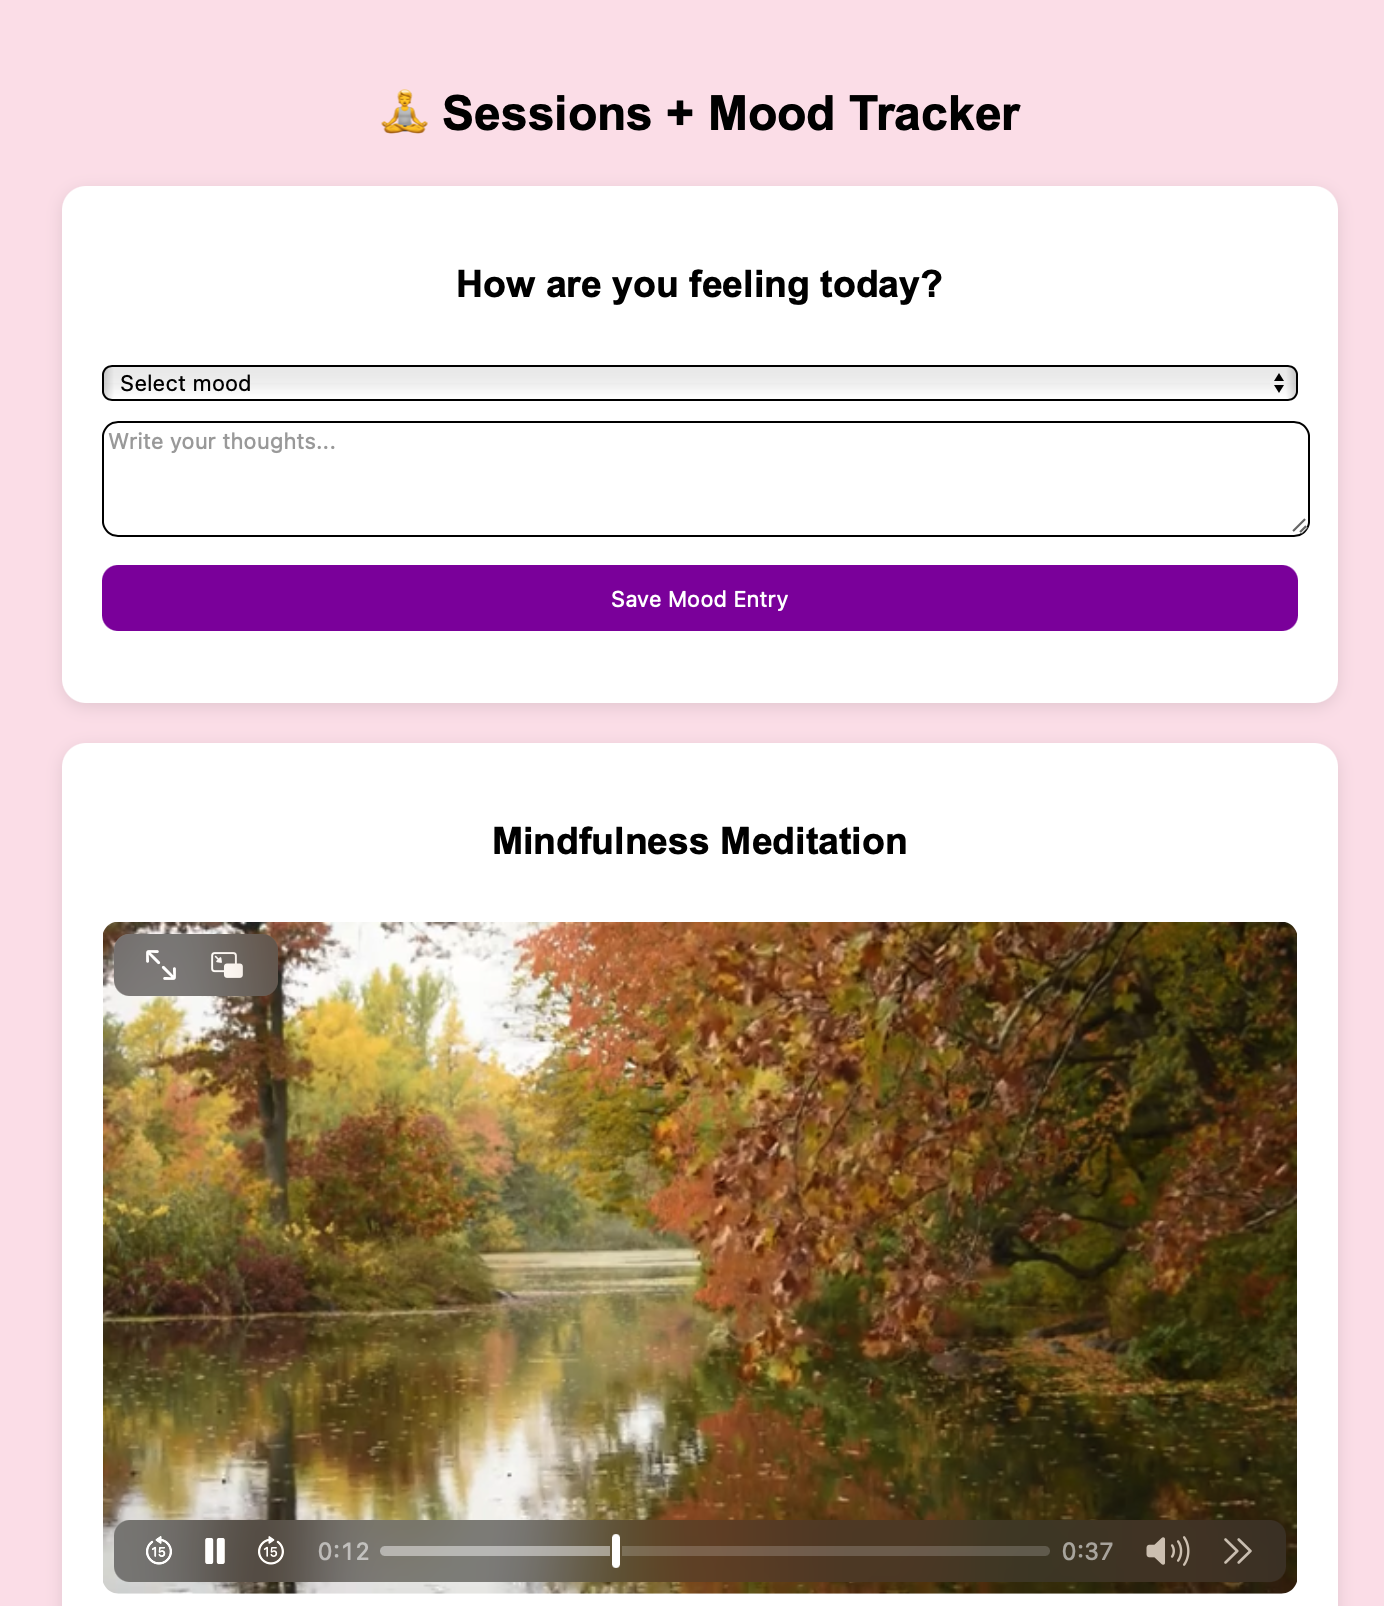 🧘 Sessions + Mood Tracker
How are you feeling today?
Select mood
Write your thoughts...
Save Mood Entry
Mindfulness Meditation
15 15 0:12 0:37